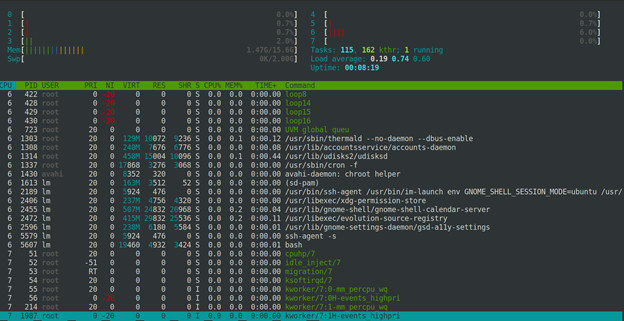 0 [ 0.0%] 4 [ 0.0%]
1 [ 0.7%] 5 [ 0.7%]
2 [ 0.7%] 6 [ 6.0%]
3 [ 2.0%] 7 [ 0.0%]
Mem[ 1.47G/15.6G] Tasks: 115, 162 kthr; 1 running
Swp[ 0K/2.00G] Load average: 0.19 0.74 0.60
Uptime: 00:08:19
CPU PID USER PRI NI VIRT RES SHR S CPU% MEM% TIME+ Command
6 422 root 0 0 0 0 S 0.0 0.0 0:00.00 loop8
6 428 root 0 0 0 0 S 0.0 0.0 0:00.00 loop14
6 429 root 0 0 0 0 S 0.0 0.0 0:00.00 loop15
6 430 root 0 0 0 0 S 0.0 0.0 0:00.00 loop16
6 723 root 20 0 0 0 0 S 0.0 0.0 0:00.00 UVM global queu
6 1303 root 20 0 129M 10072 9236 S 0.0 0.1 0:00.12 /usr/sbin/thermald --no-daemon --dbus-enable
6 1308 root 20 0 240M 7676 6776 S 0.0 0.0 0:00.08 /usr/lib/accountsservice/accounts-daemon
6 1314 root 20 0 458M 15004 10096 S 0.0 0.1 0:00.44 /usr/lib/udisks2/udisksd
6 1337 root 20 0 17868 3276 3068 S 0.0 0.0 0:00.00 /usr/sbin/cron -f
6 1430 avahi 20 0 8352 320 0 S 0.0 0.0 0:00.00 avahi-daemon: chroot helper
6 1613 lm 20 0 163M 3512 52 S 0.0 0.0 0:00.00 (sd-pam)
6 2189 lm 20 0 5924 476 0 S 0.0 0.0 0:00.00 /usr/bin/ssh-agent /usr/bin/im-launch env GNOME_SHELL_SESSION_MODE=ubuntu /usr/
6 2406 lm 20 0 237M 4756 4320 S 0.0 0.0 0:00.00 /usr/libexec/xdg-permission-store
6 2455 lm 20 0 507M 24832 20968 S 0.0 0.2 0:00.04 /usr/lib/gnome-shell/gnome-shell-calendar-server
6 2472 lm 20 0 415M 29832 25536 S 0.0 0.2 0:00.11 /usr/libexec/evolution-source-registry
6 2596 lm 20 0 238M 6180 5584 S 0.0 0.0 0:00.01 /usr/lib/gnome-settings-daemon/gsd-a11y-settings
6 5579 lm 20 0 5924 476 0 S 0.0 0.0 0:00.00 ssh-agent -s
6 5607 lm 20 0 19460 4932 3424 S 0.0 0.0 0:00.01 bash
7 51 root 20 0 0 0 0 S 0.0 0.0 0:00.00 cpuhp/7
7 52 root -51 0 0 0 0 S 0.0 0.0 0:00.00 idle_inject/7
7 53 root RT 0 0 0 0 S 0.0 0.0 0:00.00 migration/7
7 54 root 20 0 0 0 0 S 0.0 0.0 0:00.00 ksoftirqd/7
7 55 root 20 0 0 0 0 I 0.0 0.0 0:00.00 kworker/7:0-mm_percpu_wq
7 56 root 0 -20 0 0 0 I 0.0 0.0 0:00.00 kworker/7:0H-events_highpri
7 214 root 20 0 0 0 0 I 0.0 0.0 0:00.00 kworker/7:1-mm_percpu_wq
7 1987 root 0 -20 0 0 0 I 0.0 0.0 0:00.00 kworker/7:1H-events_highpri